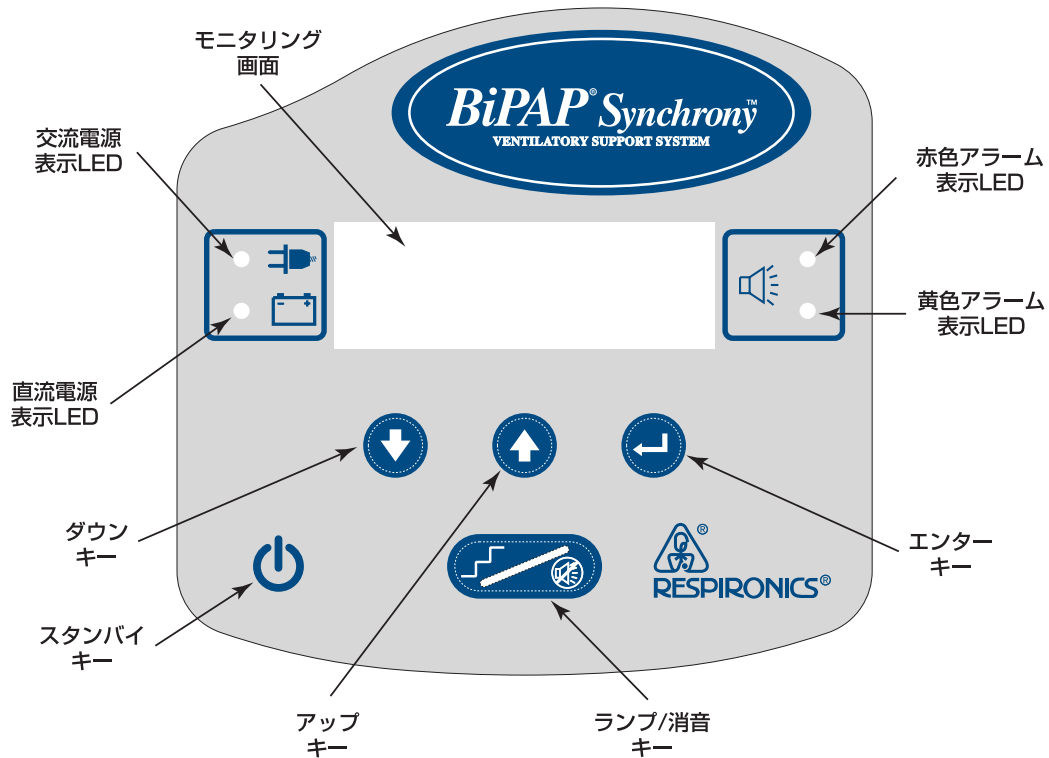 モニタリング
画面
BiPAP® Synchrony™
VENTILATORY SUPPORT SYSTEM
交流電源
表示LED
赤色アラーム
表示LED
黄色アラーム
表示LED
直流電源
表示LED
ダウン
キー
エンター
キー
®
RESPIRONICS®
スタンバイ
キー
アップ
キー
ランプ/消音
キー